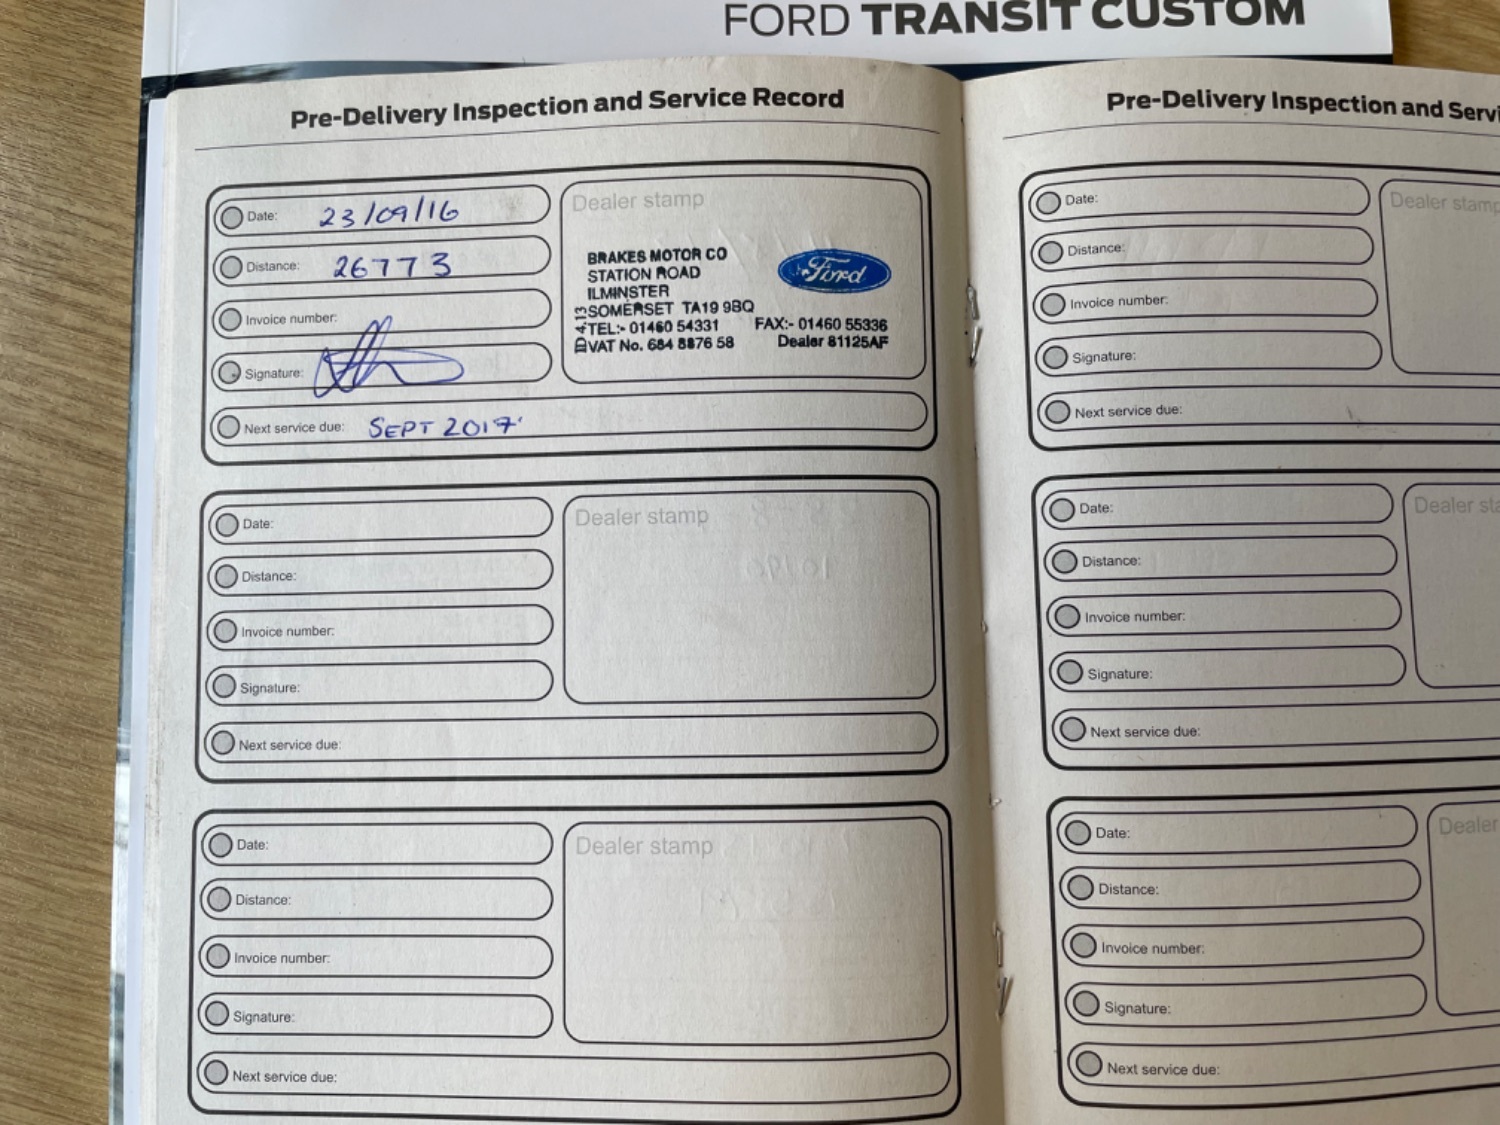 FORD TRANSIT CUSTOM
Pre-Delivery Inspection and Service Record
Date: 23/09/16
Distance: 26773
Invoice number:
Signature:
Next service due: SEPT 2017
Dealer stamp
BRAKES MOTOR CO
STATION ROAD
ILMINSTER
SOMERSET TA19 9BQ
TEL:- 01460 54331 FAX:- 01460 55336
VAT No. 684 8876 58 Dealer 81125AF
Ford
Date:
Distance:
Invoice number:
Signature:
Next service due:
Dealer stamp
Date:
Distance:
Invoice number:
Signature:
Next service due:
Dealer stamp
Pre-Delivery Inspection and Servi
Date:
Distance:
Invoice number:
Signature:
Next service due:
Dealer stamp
Date:
Distance:
Invoice number:
Signature:
Next service due:
Dealer sta
Date:
Distance:
Invoice number:
Signature:
Next service due:
Dealer